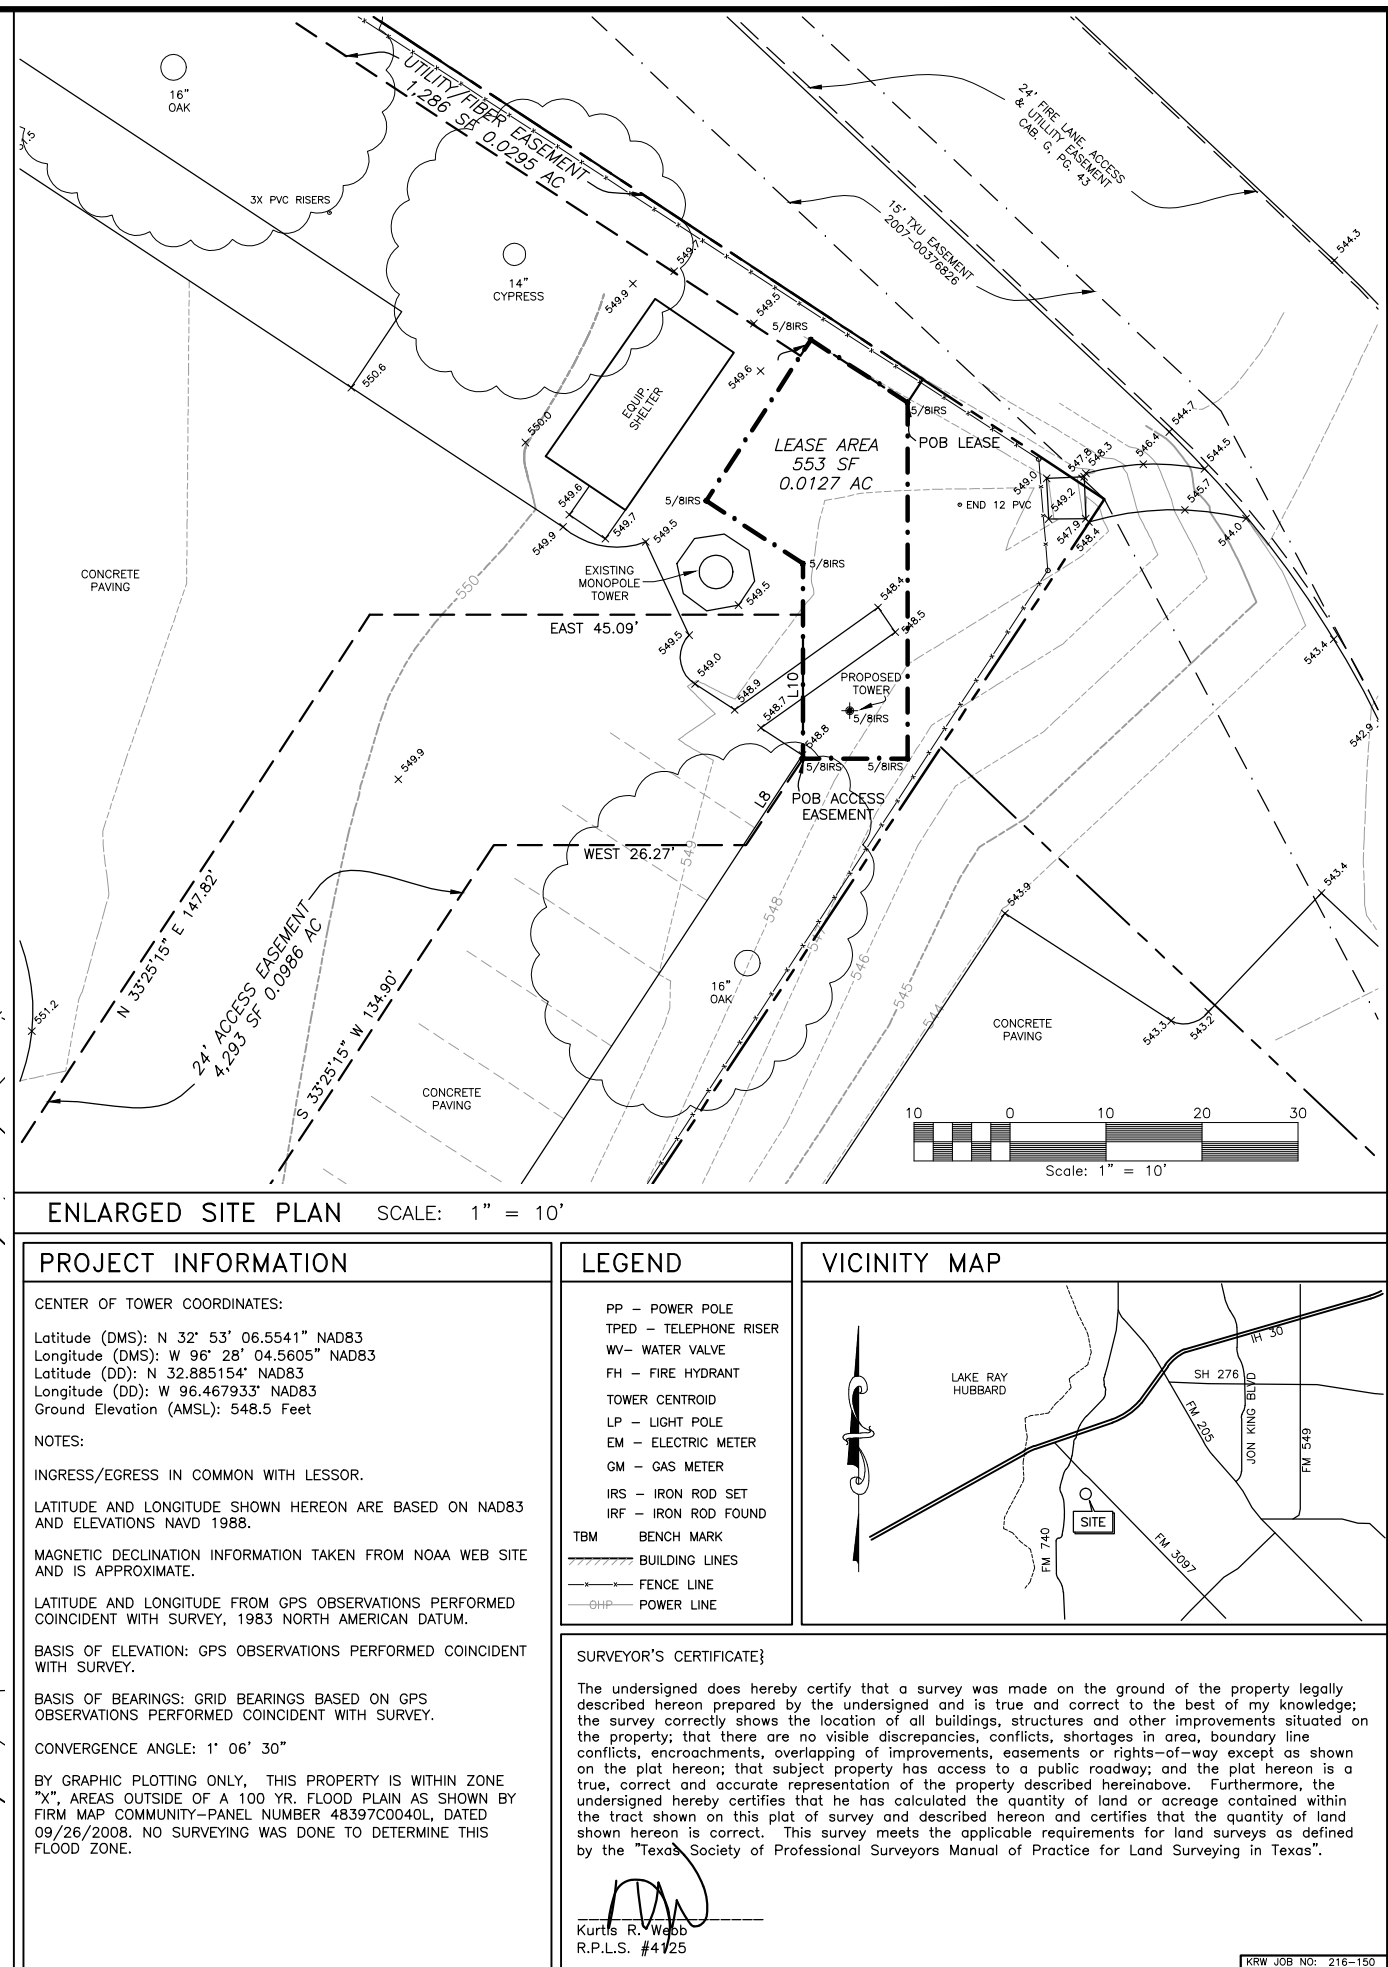 16"
OAK
3X PVC RISERS
UTILITY/FIBER EASEMENT
1,286 SF 0.0295 AC
14"
CYPRESS
24' FIRE LANE, ACCESS
& UTILLITY EASEMENT
CAB. G, PG. 43
15' TXU EASEMENT
2007-00376826
544.3
549.7
549.9
549.5
5/8IRS
549.6
550.6
550.0
EQUIP.
SHELTER
5/8IRS
POB LEASE
LEASE AREA
553 SF
0.0127 AC
5/8IRS
END 12 PVC
549.0
547.8
548.3
546.4
544.7
544.5
549.2
545.7
547.9
548.4
544.0
549.6
549.9
549.7
549.5
5/8IRS
EXISTING
MONOPOLE
TOWER
549.5
CONCRETE
PAVING
550
EAST 45.09'
548.4
548.5
549.5
549.0
548.9
548.7
548.8
L10
PROPOSED
TOWER
5/8IRS
543.4
542.9
549.9
5/8IRS
5/8IRS
POB ACCESS
EASEMENT
L8
WEST 26.27'
549
548
547
546
545
544
543.9
543.4
N 33°25'15" E 147.82'
24' ACCESS EASEMENT
4,293 SF 0.0986 AC
S 33°25'15" W 134.90'
551.2
16"
OAK
CONCRETE
PAVING
543.3
543.2
CONCRETE
PAVING
10 0 10 20 30
Scale: 1" = 10'
ENLARGED SITE PLAN SCALE: 1" = 10'
PROJECT INFORMATION
CENTER OF TOWER COORDINATES:
Latitude (DMS): N 32° 53' 06.5541" NAD83
Longitude (DMS): W 96° 28' 04.5605" NAD83
Latitude (DD): N 32.885154° NAD83
Longitude (DD): W 96.467933° NAD83
Ground Elevation (AMSL): 548.5 Feet
NOTES:
INGRESS/EGRESS IN COMMON WITH LESSOR.
LATITUDE AND LONGITUDE SHOWN HEREON ARE BASED ON NAD83
AND ELEVATIONS NAVD 1988.
MAGNETIC DECLINATION INFORMATION TAKEN FROM NOAA WEB SITE
AND IS APPROXIMATE.
LATITUDE AND LONGITUDE FROM GPS OBSERVATIONS PERFORMED
COINCIDENT WITH SURVEY, 1983 NORTH AMERICAN DATUM.
BASIS OF ELEVATION: GPS OBSERVATIONS PERFORMED COINCIDENT
WITH SURVEY.
BASIS OF BEARINGS: GRID BEARINGS BASED ON GPS
OBSERVATIONS PERFORMED COINCIDENT WITH SURVEY.
CONVERGENCE ANGLE: 1° 06' 30"
BY GRAPHIC PLOTTING ONLY, THIS PROPERTY IS WITHIN ZONE
"X", AREAS OUTSIDE OF A 100 YR. FLOOD PLAIN AS SHOWN BY
FIRM MAP COMMUNITY-PANEL NUMBER 48397C0040L, DATED
09/26/2008. NO SURVEYING WAS DONE TO DETERMINE THIS
FLOOD ZONE.
LEGEND
PP - POWER POLE
TPED - TELEPHONE RISER
WV- WATER VALVE
FH - FIRE HYDRANT
TOWER CENTROID
LP - LIGHT POLE
EM - ELECTRIC METER
GM - GAS METER
IRS - IRON ROD SET
IRF - IRON ROD FOUND
TBM BENCH MARK
BUILDING LINES
FENCE LINE
OHP POWER LINE
VICINITY MAP
LAKE RAY
HUBBARD
IH 30
SH 276
FM 205
JON KING BLVD
FM 549
SITE
FM 740
FM 3097
SURVEYOR'S CERTIFICATE}
The undersigned does hereby certify that a survey was made on the ground of the property legally
described hereon prepared by the undersigned and is true and correct to the best of my knowledge;
the survey correctly shows the location of all buildings, structures and other improvements situated on
the property; that there are no visible discrepancies, conflicts, shortages in area, boundary line
conflicts, encroachments, overlapping of improvements, easements or rights-of-way except as shown
on the plat hereon; that subject property has access to a public roadway; and the plat hereon is a
true, correct and accurate representation of the property described hereinabove. Furthermore, the
undersigned hereby certifies that he has calculated the quantity of land or acreage contained within
the tract shown on this plat of survey and described hereon and certifies that the quantity of land
shown hereon is correct. This survey meets the applicable requirements for land surveys as defined
by the "Texas Society of Professional Surveyors Manual of Practice for Land Surveying in Texas".
Kurtis R. Webb
R.P.L.S. #4125
KRW JOB NO: 216-150